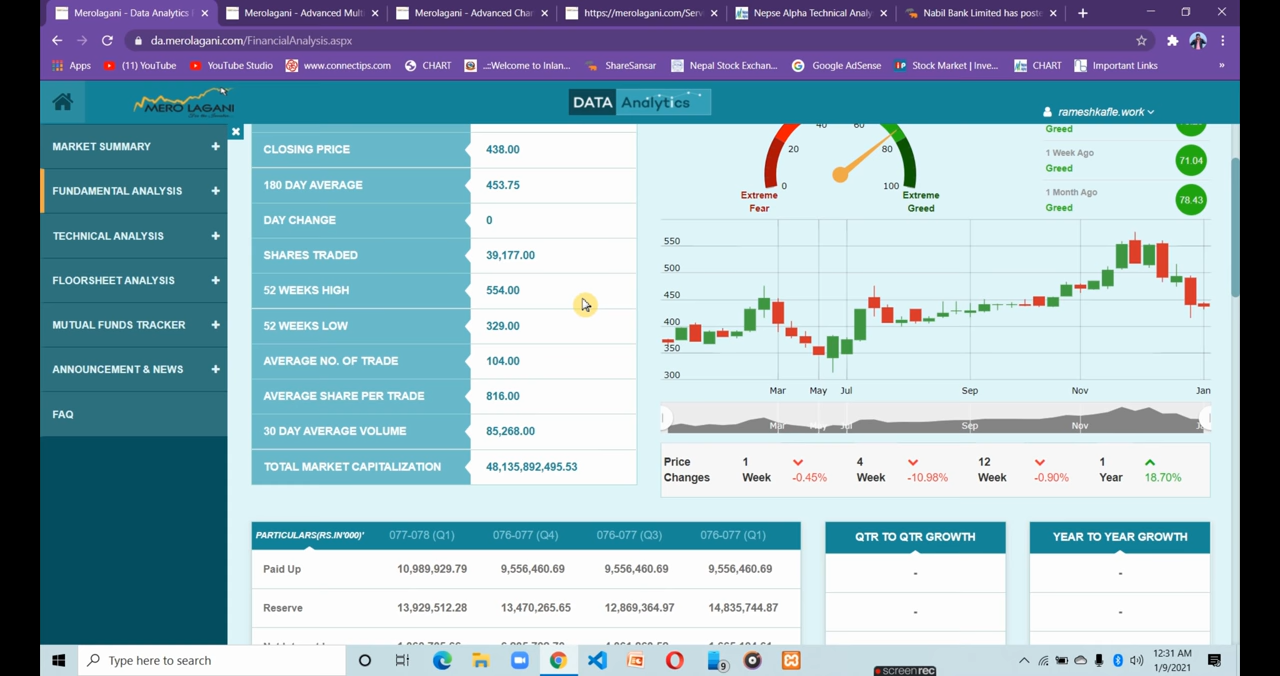 Merolagani - Data Analytics
Merolagani - Advanced Mult
Merolagani - Advanced Char
https://merolagani.com/Serv
Nepse Alpha Technical Analy
Nabil Bank Limited has poste
da.merolagani.com/FinancialAnalysis.aspx
Apps
(11) YouTube
YouTube Studio
www.connectips.com
CHART
..::Welcome to Inlan...
ShareSansar
Nepal Stock Exchan...
Google AdSense
Stock Market | Inve...
CHART
Important Links
»
MERO LAGANI
DATA Analytics
rameshkafle.work
MARKET SUMMARY +
FUNDAMENTAL ANALYSIS +
TECHNICAL ANALYSIS +
FLOORSHEET ANALYSIS +
MUTUAL FUNDS TRACKER +
ANNOUNCEMENT & NEWS +
FAQ
CLOSING PRICE 438.00
180 DAY AVERAGE 453.75
DAY CHANGE 0
SHARES TRADED 39,177.00
52 WEEKS HIGH 554.00
52 WEEKS LOW 329.00
AVERAGE NO. OF TRADE 104.00
AVERAGE SHARE PER TRADE 816.00
30 DAY AVERAGE VOLUME 85,268.00
TOTAL MARKET CAPITALIZATION 48,135,892,495.53
20
80
0
100
Extreme Fear
Extreme Greed
Greed
1 Week Ago
Greed
71.04
1 Month Ago
Greed
78.43
550
500
450
400
350
300
Mar May Jul Sep Nov Jan
Mar May Jul Sep Nov
Price Changes
1 Week -0.45%
4 Week -10.98%
12 Week -0.90%
1 Year 18.70%
PARTICULARS(RS.IN'000)' 077-078 (Q1) 076-077 (Q4) 076-077 (Q3) 076-077 (Q1)
Paid Up 10,989,929.79 9,556,460.69 9,556,460.69 9,556,460.69
Reserve 13,929,512.28 13,470,265.65 12,869,364.97 14,835,744.87
QTR TO QTR GROWTH
-
-
YEAR TO YEAR GROWTH
-
-
Type here to search
9
12:31 AM
1/9/2021
screenrec